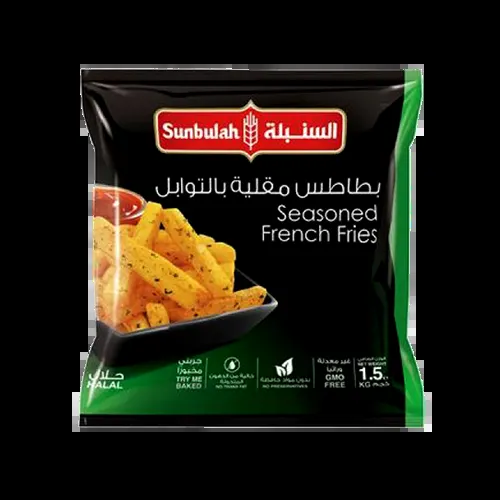 Sunbulah السنبلة
بطاطس مقلية بالتوابل
Seasoned
French Fries
حلال
HALAL
جربني
مخبوزا
TRY ME
BAKED
خالية من الدهون
المتحولة
NO TRANS FAT
بدون مواد حافظة
NO PRESERVATIVES
غير معدلة
وراثيا
GMO
FREE
الوزن الصافي
NET WEIGHT
1.5
KG كجم